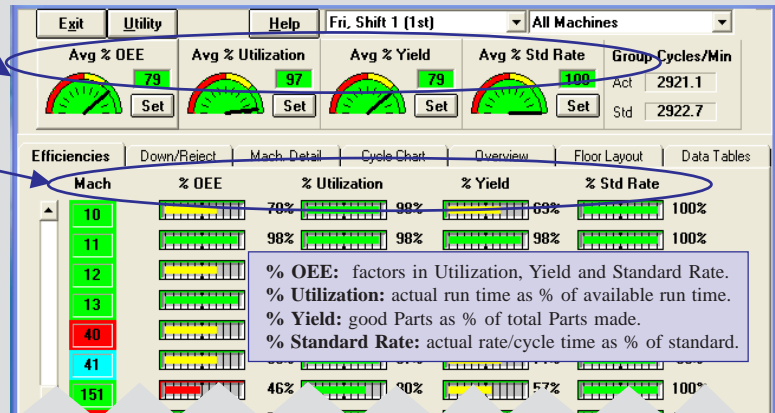 Exit Utility Help Fri, Shift 1 (1st) All Machines
Avg % OEE Avg % Utilization Avg % Yield Avg % Std Rate Group Cycles/Min
79 97 79 100 Act 2921.1
Set Set Set Set Std 2922.7
Efficiencies Down/Reject Mach. Detail Cycle Chart Overview Floor Layout Data Tables
Mach % OEE % Utilization % Yield % Std Rate
10 78% 98% 100%
11 98% 98% 98% 100%
12
13
40
41
151 46% 80% 57% 100%
% OEE: factors in Utilization, Yield and Standard Rate.
% Utilization: actual run time as % of available run time.
% Yield: good Parts as % of total Parts made.
% Standard Rate: actual rate/cycle time as % of standard.